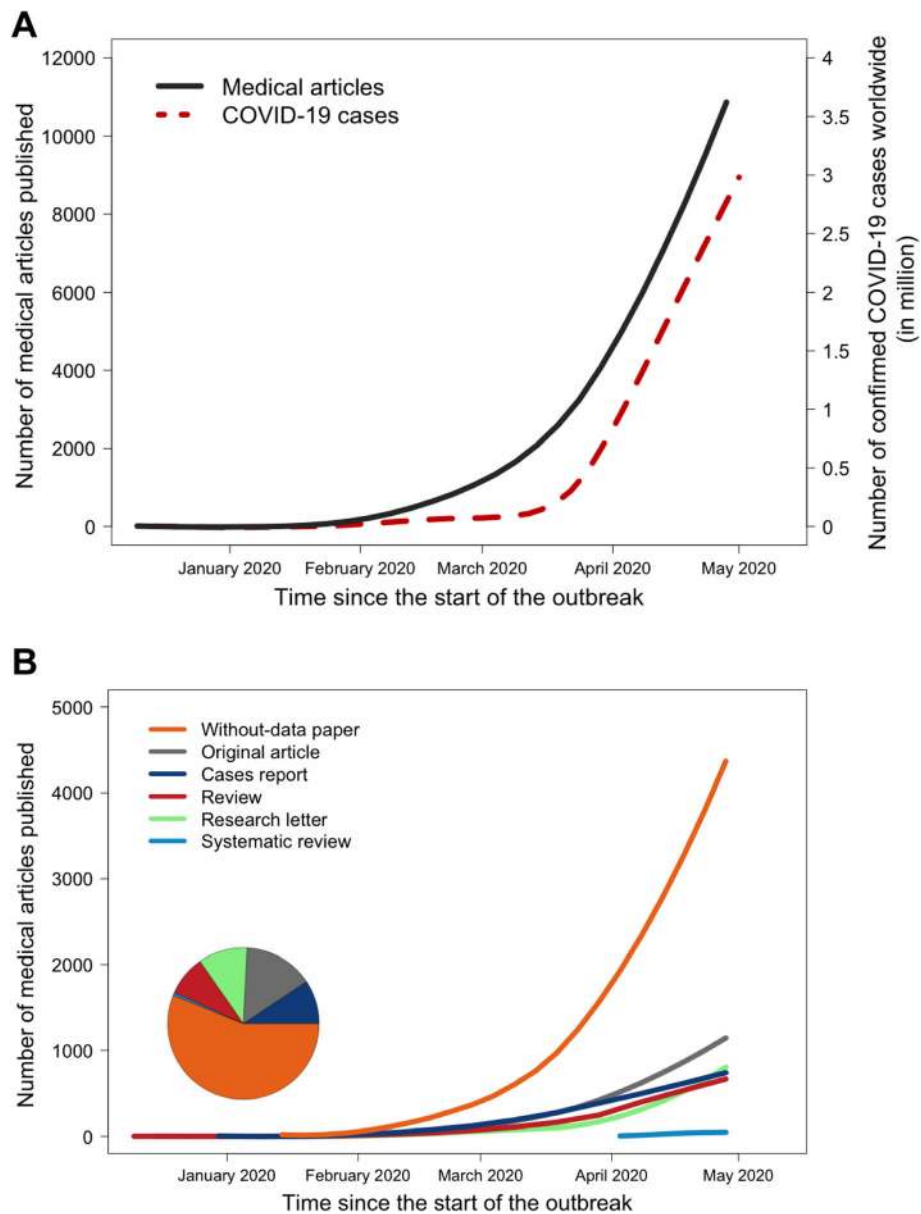 A
Medical articles
COVID-19 cases
12000
10000
8000
6000
4000
2000
0
Number of medical articles published
4
3.5
3
2.5
2
1.5
1
0.5
0
Number of confirmed COVID-19 cases worldwide
(in million)
January 2020 February 2020 March 2020 April 2020 May 2020
Time since the start of the outbreak
B
Without-data paper
Original article
Cases report
Review
Research letter
Systematic review
5000
4000
3000
2000
1000
0
Number of medical articles published
January 2020 February 2020 March 2020 April 2020 May 2020
Time since the start of the outbreak